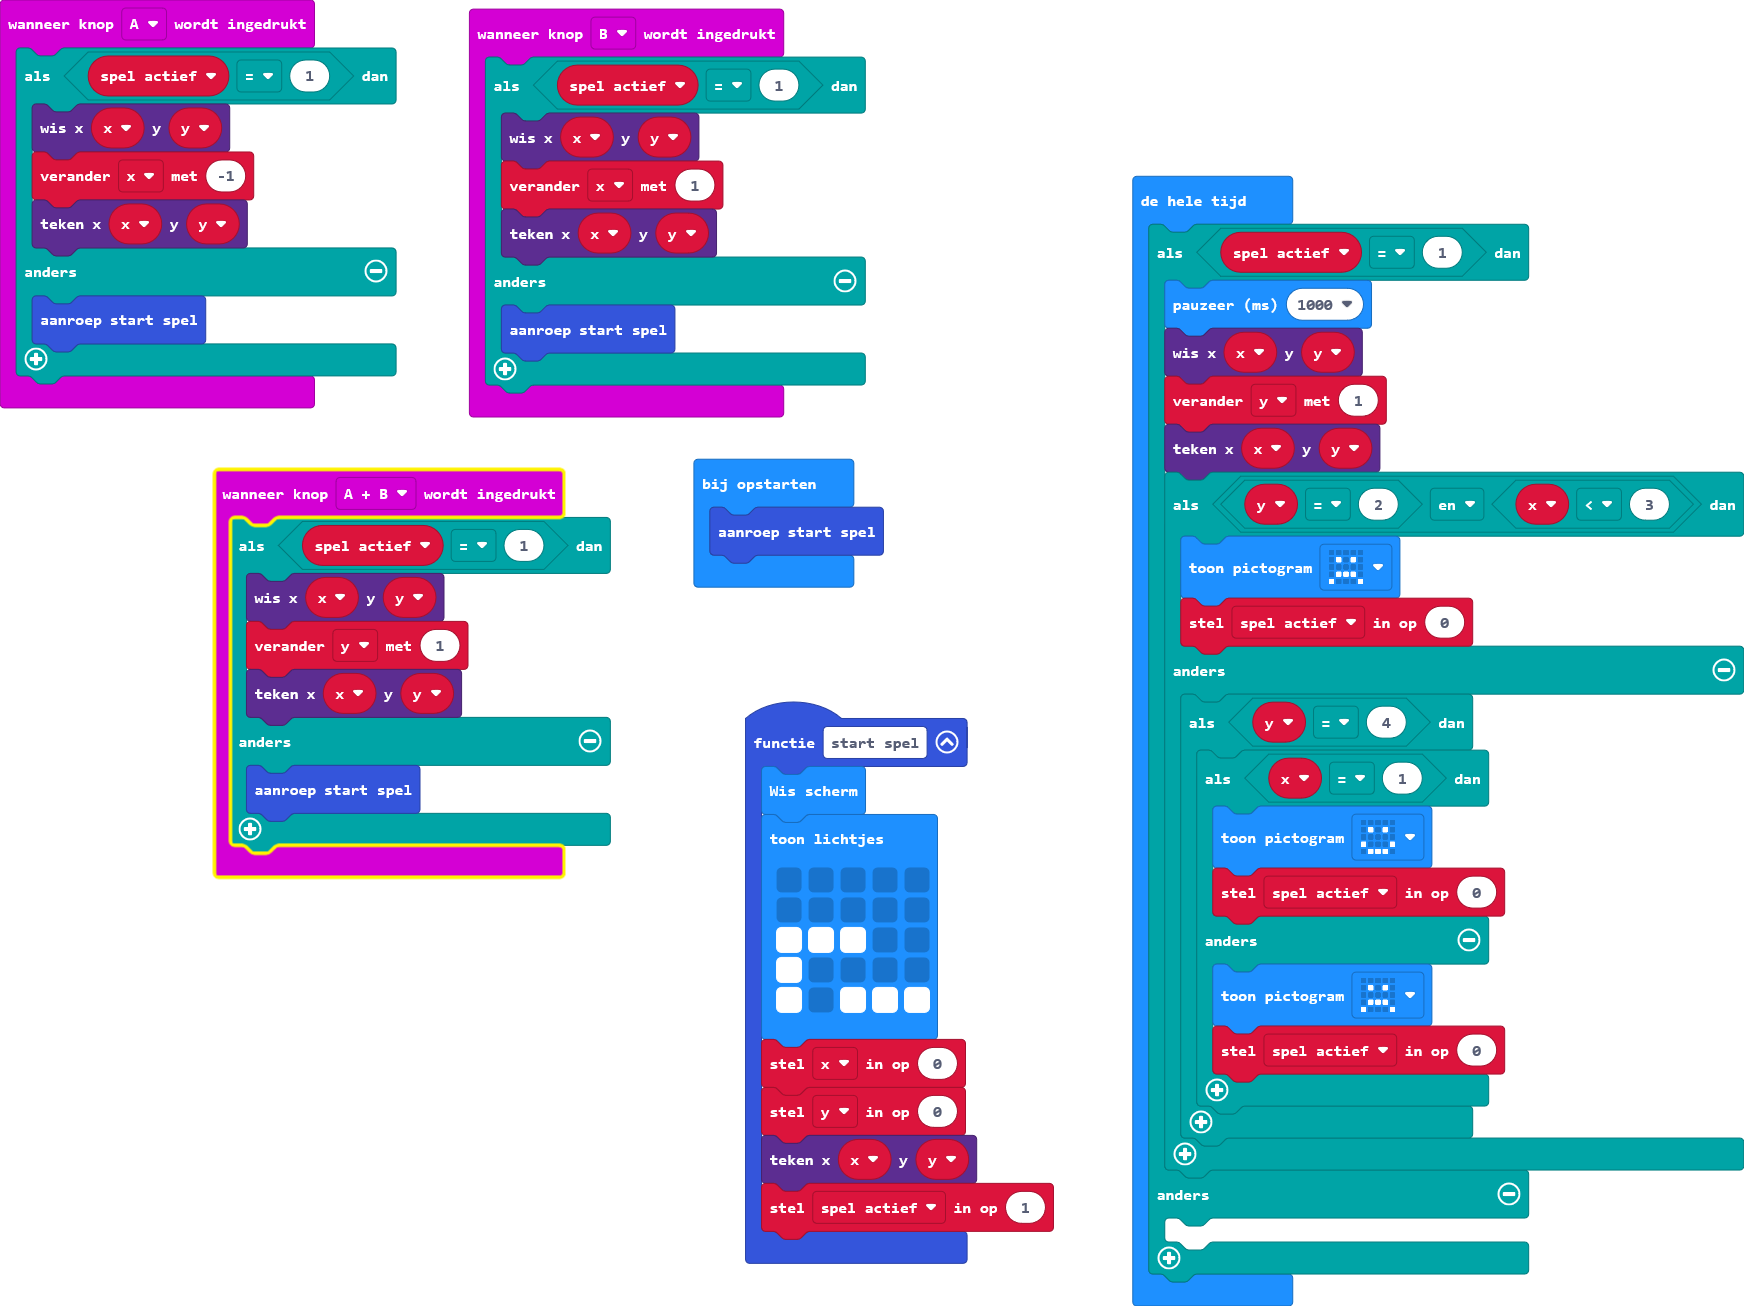 wanneer knop A wordt ingedrukt
als spel actief = 1 dan
wis x x y y
verander x met -1
teken x x y y
anders
aanroep start spel
wanneer knop B wordt ingedrukt
als spel actief = 1 dan
wis x x y y
verander x met 1
teken x x y y
anders
aanroep start spel
wanneer knop A + B wordt ingedrukt
als spel actief = 1 dan
wis x x y y
verander y met 1
teken x x y y
anders
aanroep start spel
bij opstarten
aanroep start spel
functie start spel
Wis scherm
toon lichtjes
stel x in op 0
stel y in op 0
teken x x y y
stel spel actief in op 1
de hele tijd
als spel actief = 1 dan
pauzeer (ms) 1000
wis x x y y
verander y met 1
teken x x y y
als y = 2 en x < 3 dan
toon pictogram
stel spel actief in op 0
anders
als y = 4 dan
als x = 1 dan
toon pictogram
stel spel actief in op 0
anders
toon pictogram
stel spel actief in op 0
anders